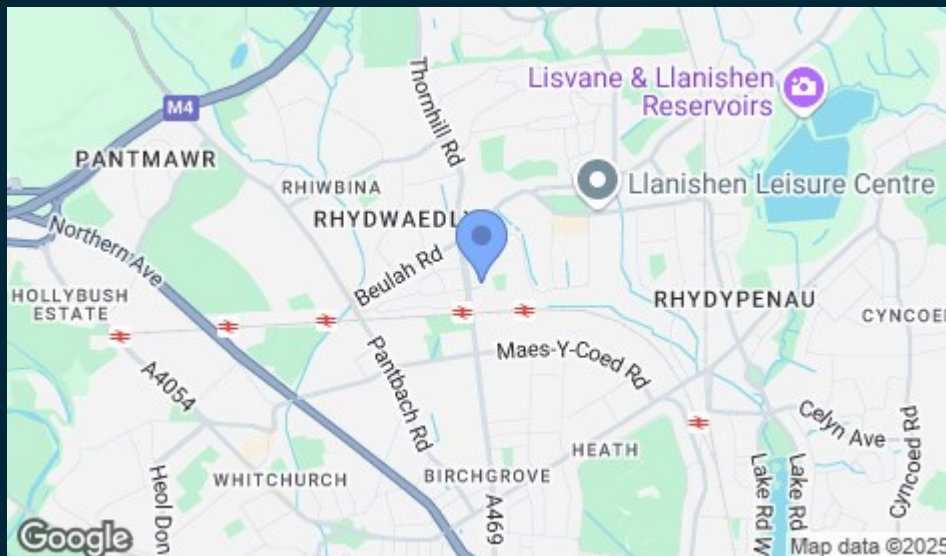 Thornhill Rd
Lisvane & Llanishen
Reservoirs
M4
PANTMAWR
RHIWBINA
Llanishen Leisure Centre
RHYDWAEDLY
Northern Ave
Beulah Rd
HOLLYBUSH
ESTATE
RHYDYPENAU
CYNCOED
Maes-Y-Coed Rd
A4054
Pantbach Rd
Celyn Ave
Cyncoed Rd
HEATH
Heol Don
WHITCHURCH
BIRCHGROVE
A469
Lake Rd W
Lake Rd
Google
Map data ©2025